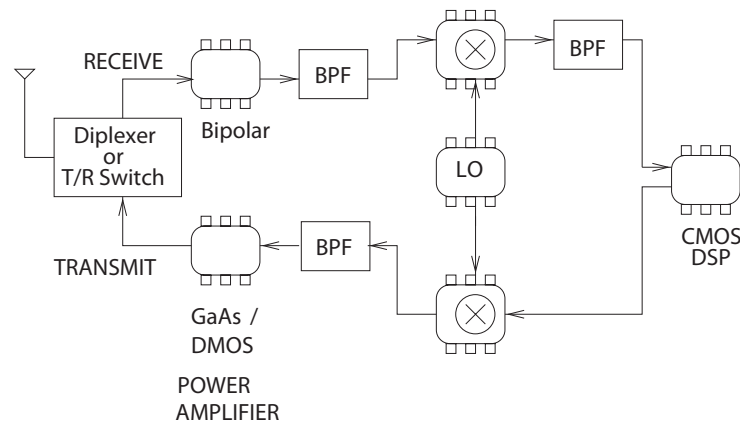 RECEIVE
BPF
BPF
Bipolar
Diplexer
or
T/R Switch
LO
CMOS
DSP
BPF
TRANSMIT
GaAs /
DMOS
POWER
AMPLIFIER